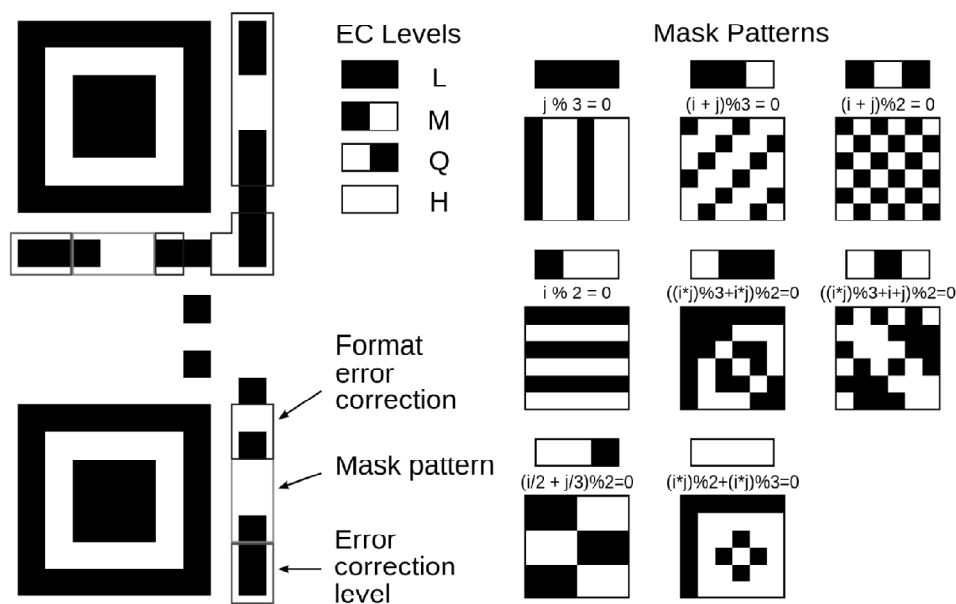 EC Levels
L
M
Q
H
Mask Patterns
j % 3 = 0
(i + j)%3 = 0
(i + j)%2 = 0
i % 2 = 0
((i*j)%3+i*j)%2=0
((i*j)%3+i+j)%2=0
(i/2 + j/3)%2=0
(i*j)%2+(i*j)%3=0
Format
error
correction
Mask pattern
Error
correction
level